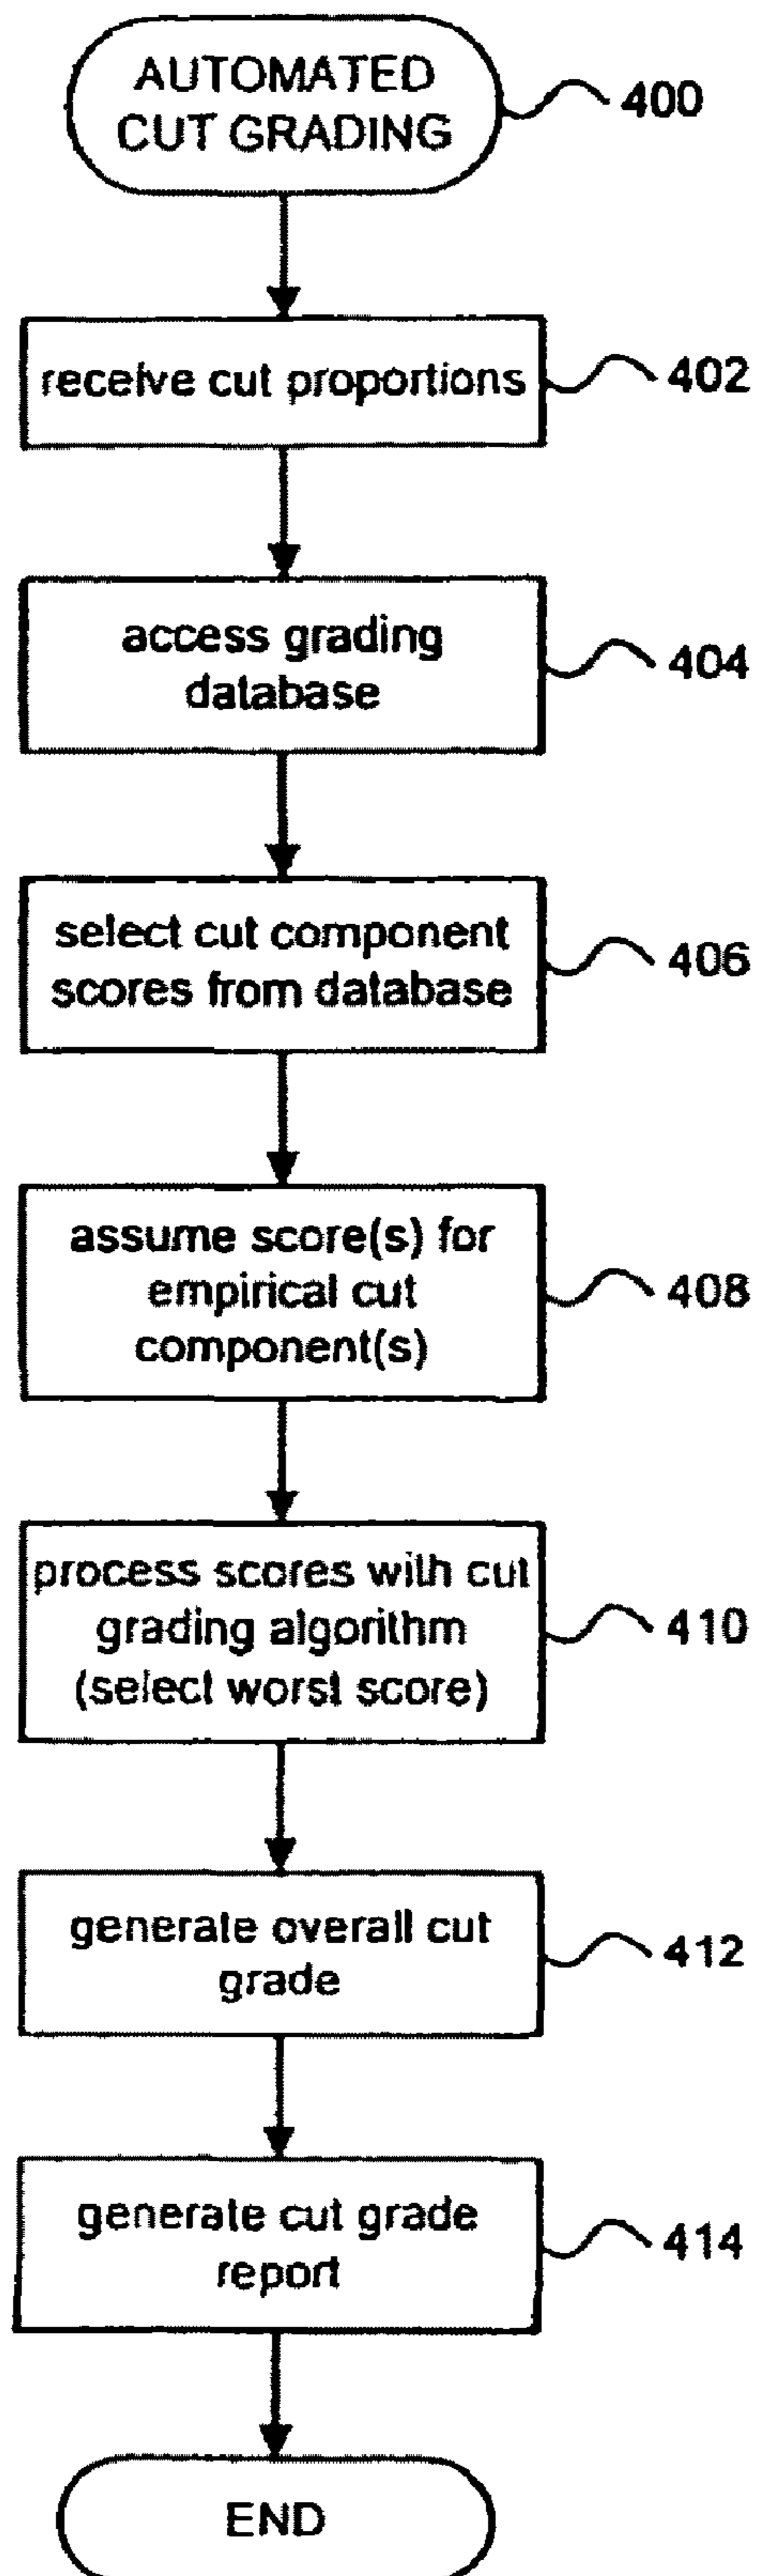 AUTOMATED
CUT GRADING
400
receive cut proportions
402
access grading
database
404
select cut component
scores from database
406
assume score(s) for
empirical cut
component(s)
408
process scores with cut
grading algorithm
(select worst score)
410
generate overall cut
grade
412
generate cut grade
report
414
END